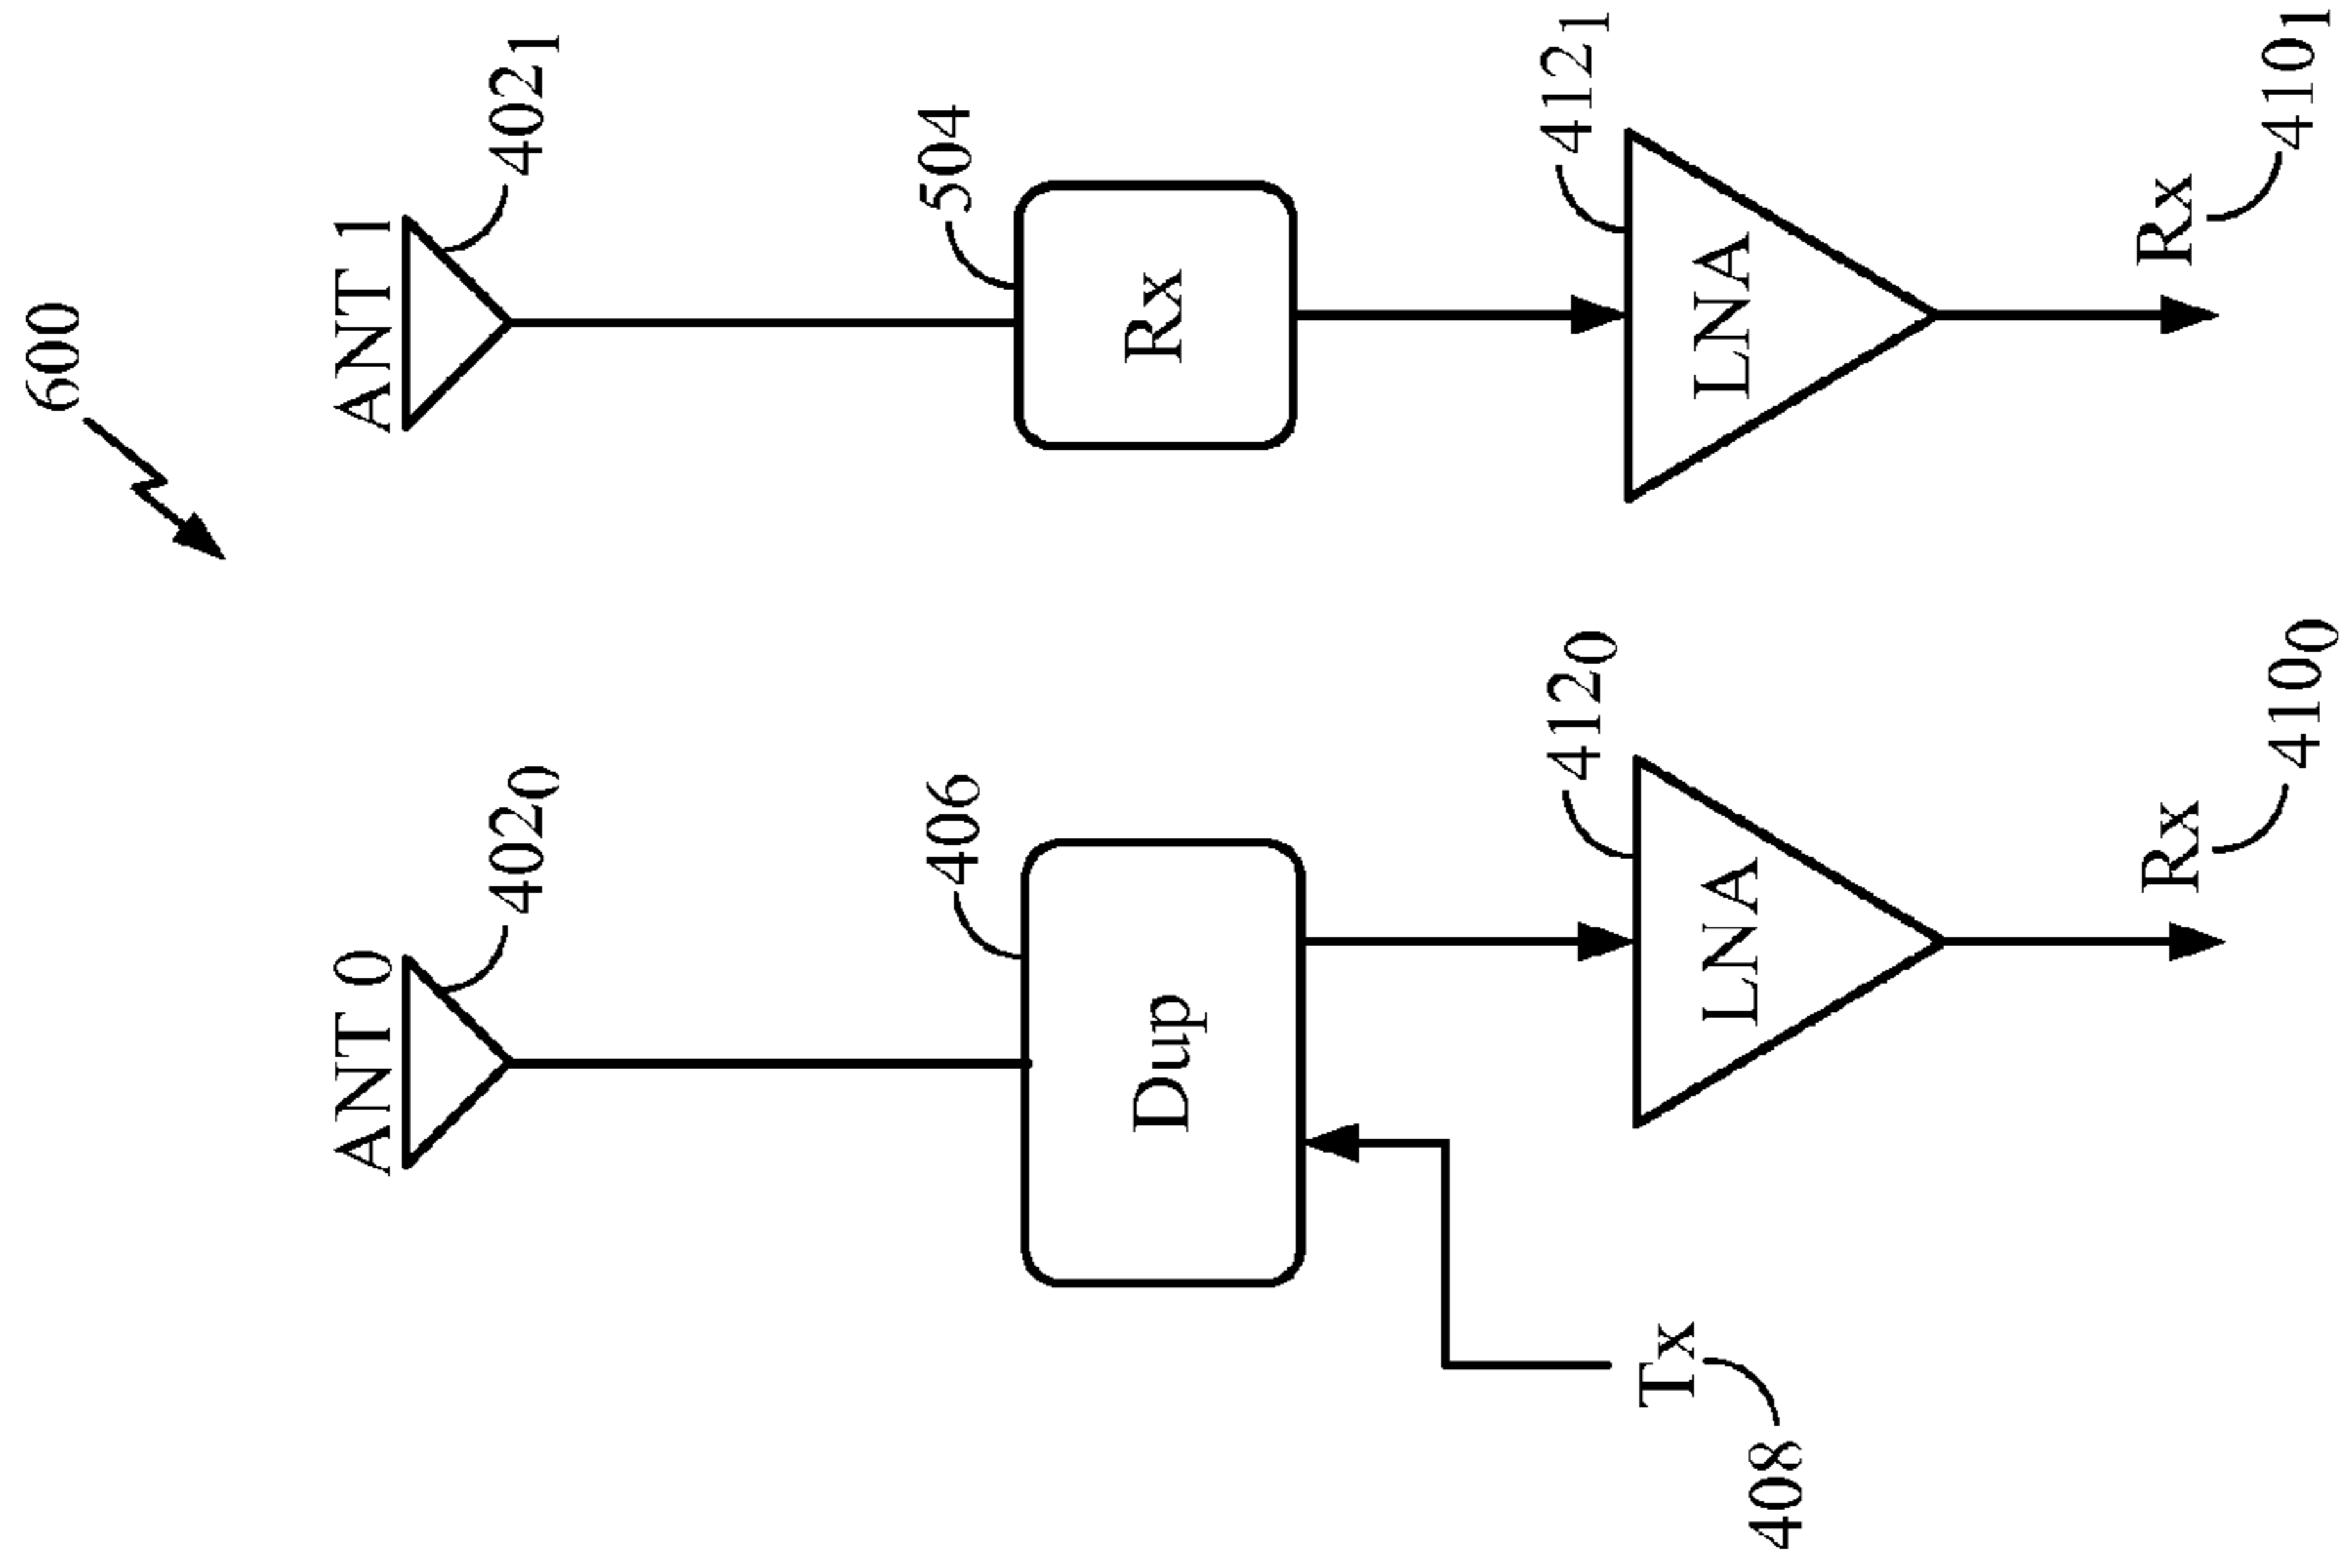 600
ANT 0
ANT 1
402₀
402₁
406
504
Dup
Rx
412₀
412₁
Tx
LNA
LNA
408
Rx
Rx
410₀
410₁